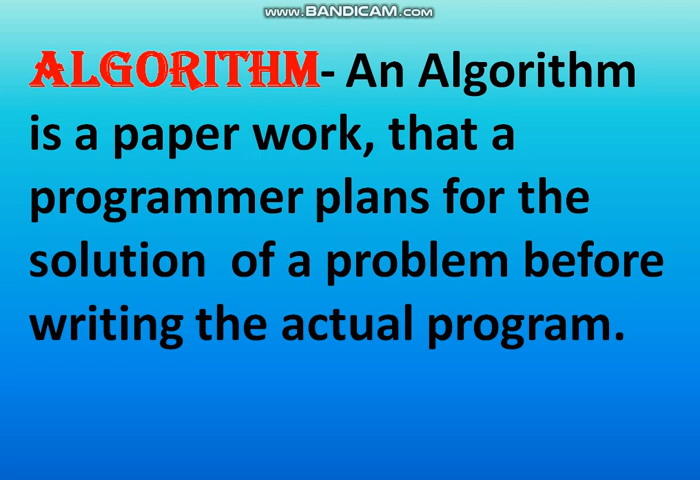 www.BANDICAM.com
ALGORITHM- An Algorithm
is a paper work, that a
programmer plans for the
solution of a problem before
writing the actual program.